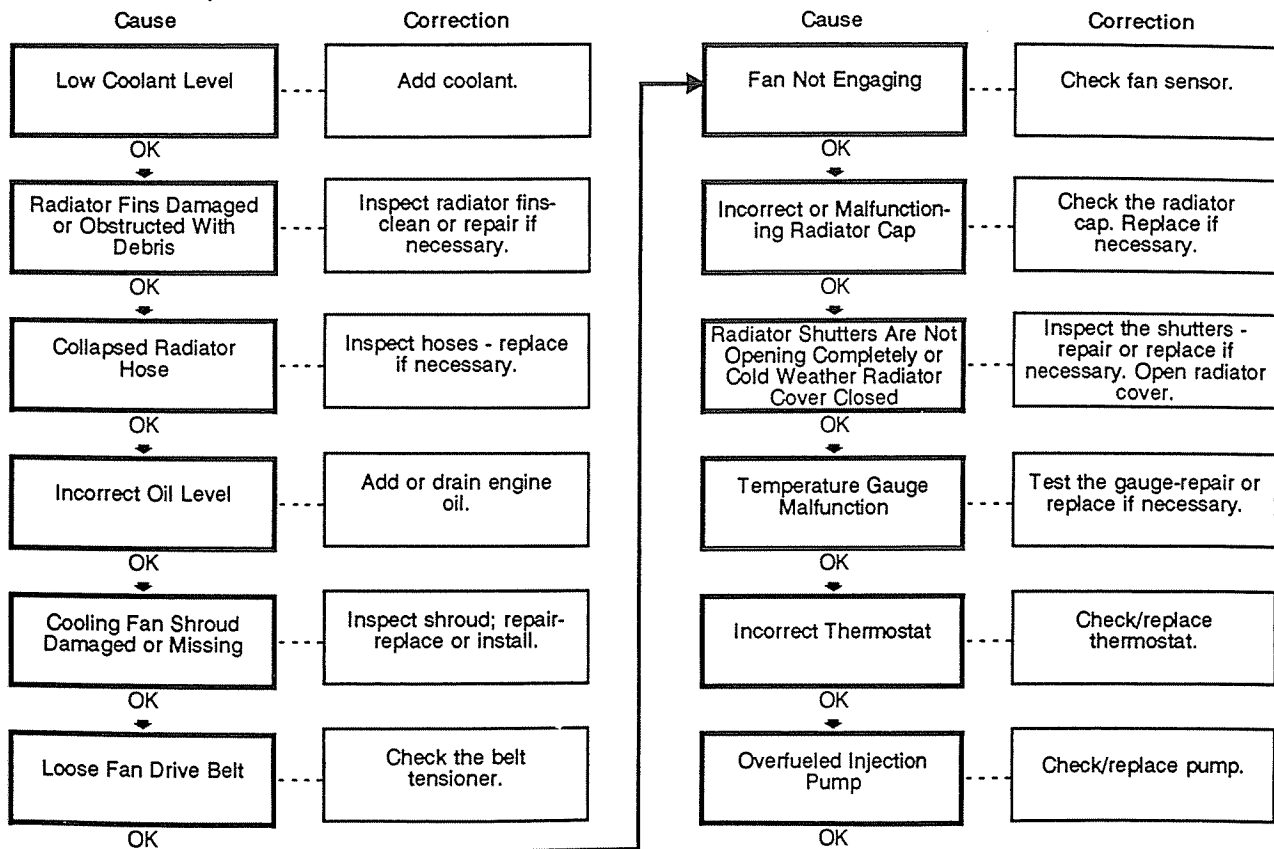 Cause
Correction
Low Coolant Level
Add coolant.
OK
Radiator Fins Damaged
or Obstructed With
Debris
Inspect radiator fins-
clean or repair if
necessary.
OK
Collapsed Radiator
Hose
Inspect hoses - replace
if necessary.
OK
Incorrect Oil Level
Add or drain engine
oil.
OK
Cooling Fan Shroud
Damaged or Missing
Inspect shroud; repair-
replace or install.
OK
Loose Fan Drive Belt
Check the belt
tensioner.
OK
Cause
Correction
Fan Not Engaging
Check fan sensor.
OK
Incorrect or Malfunction-
ing Radiator Cap
Check the radiator
cap. Replace if
necessary.
OK
Radiator Shutters Are Not
Opening Completely or
Cold Weather Radiator
Cover Closed
Inspect the shutters -
repair or replace if
necessary. Open radiator
cover.
OK
Temperature Gauge
Malfunction
Test the gauge-repair or
replace if necessary.
OK
Incorrect Thermostat
Check/replace
thermostat.
OK
Overfueled Injection
Pump
Check/replace pump.
OK